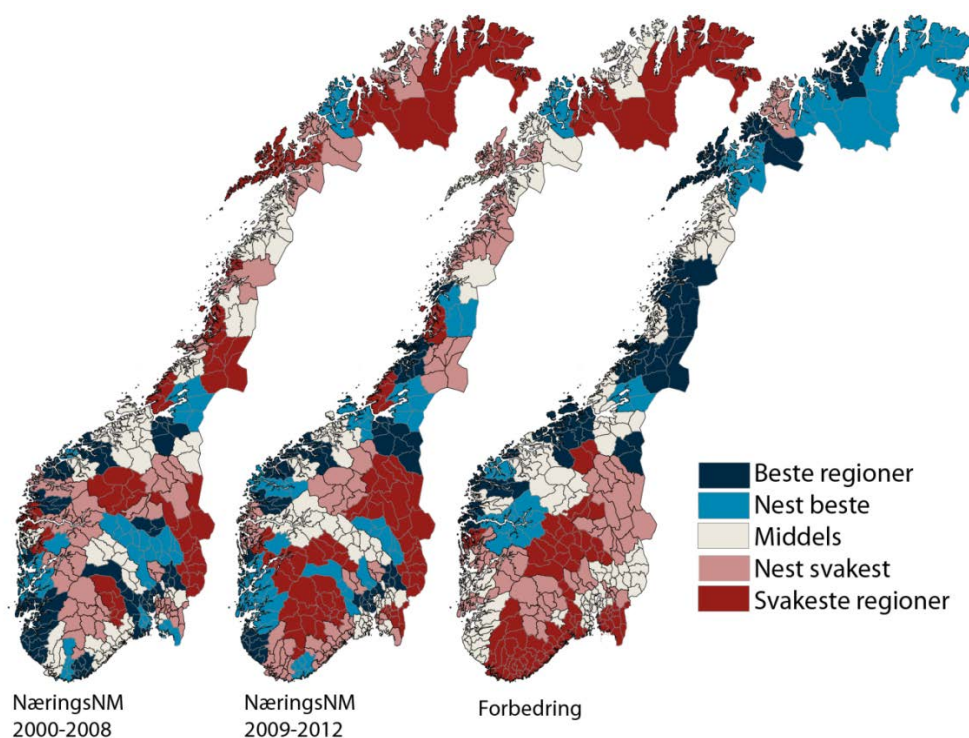 Beste regioner
Nest beste
Middels
Nest svakest
Svakeste regioner
NæringsNM
2000-2008
NæringsNM
2009-2012
Forbedring